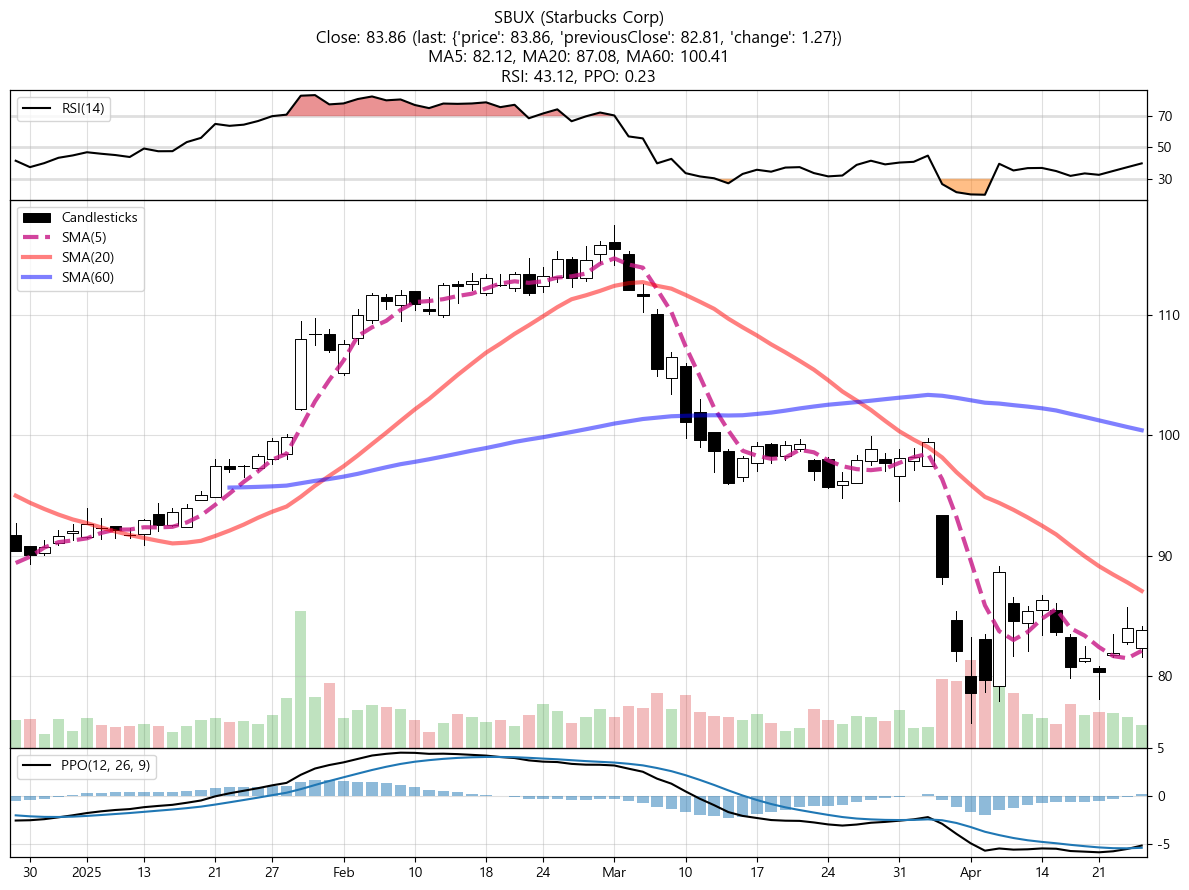 SBUX (Starbucks Corp)
Close: 83.86 (last: {'price': 83.86, 'previousClose': 82.81, 'change': 1.27})
MA5: 82.12, MA20: 87.08, MA60: 100.41
RSI: 43.12, PPO: 0.23
RSI(14)
70
50
30
Candlesticks
SMA(5)
SMA(20)
SMA(60)
110
100
90
80
PPO(12, 26, 9)
5
0
-5
30 2025 13 21 27 Feb 10 18 24 Mar 10 17 24 31 Apr 14 21